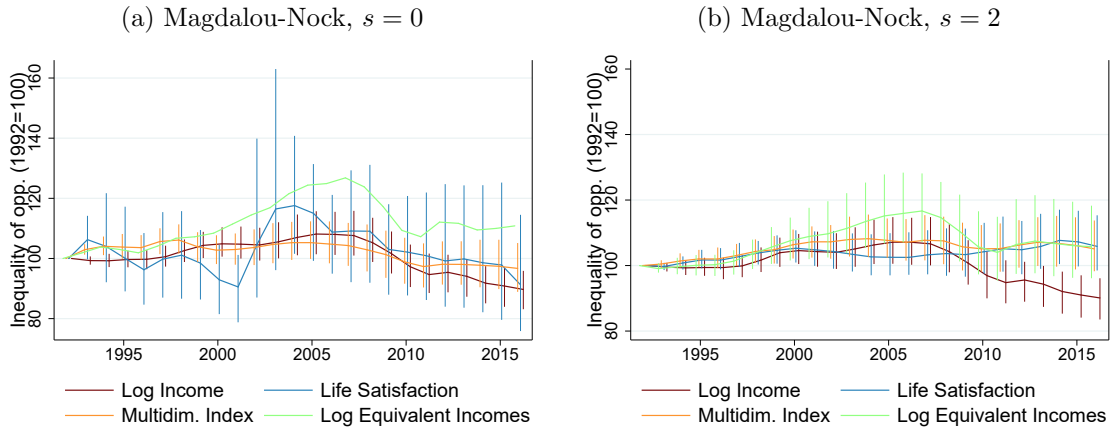 (a) Magdalou-Nock, s = 0
Inequality of opp. (1992=100)
160
140
120
100
80
1995 2000 2005 2010 2015
Log Income Life Satisfaction
Multidim. Index Log Equivalent Incomes
(b) Magdalou-Nock, s = 2
Inequality of opp. (1992=100)
160
140
120
100
80
1995 2000 2005 2010 2015
Log Income Life Satisfaction
Multidim. Index Log Equivalent Incomes